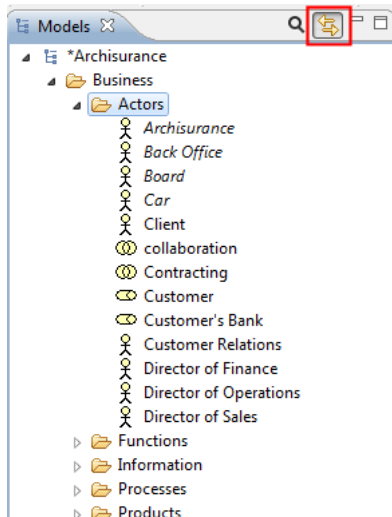 Models
*Archisurance
Business
Actors
Archisurance
Back Office
Board
Car
Client
collaboration
Contracting
Customer
Customer's Bank
Customer Relations
Director of Finance
Director of Operations
Director of Sales
Functions
Information
Processes
Products